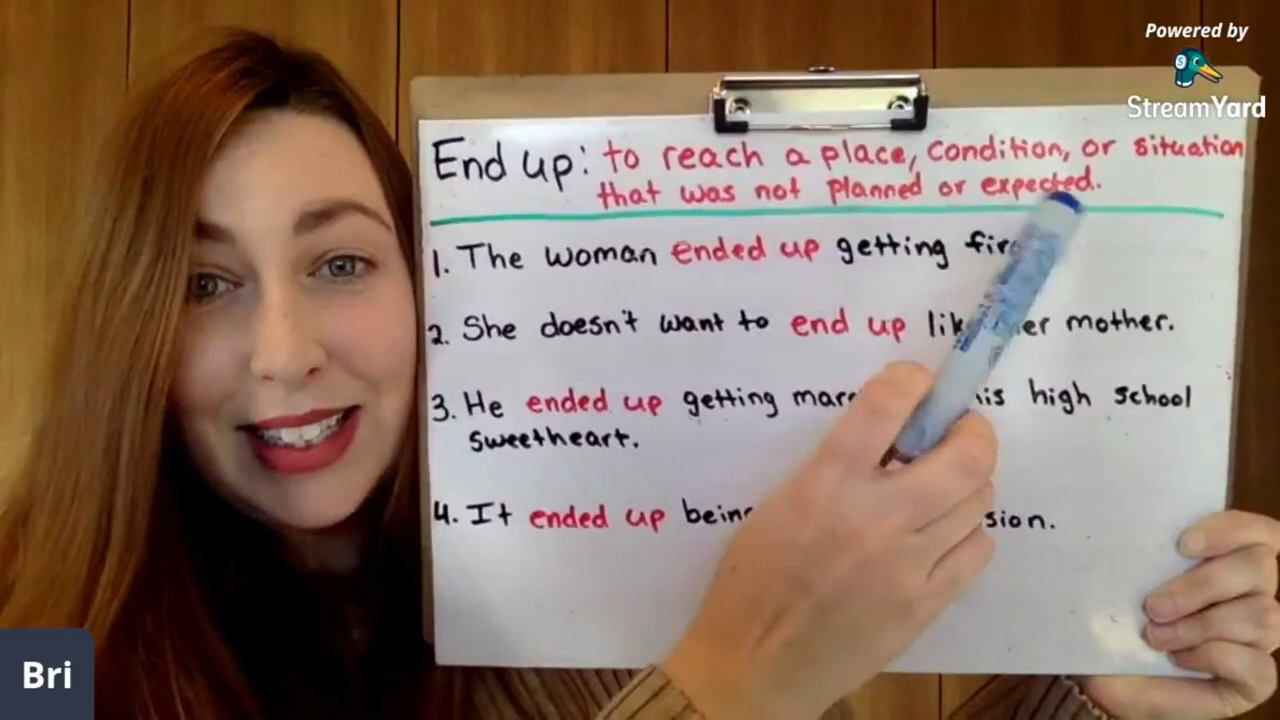 Powered by
StreamYard
End up: to reach a place, condition, or situation
that was not planned or expected.
1. The woman ended up getting
2. She doesn't want to end up mother.
3. He ended up getting high school
sweetheart.
4. It ended up
Bri